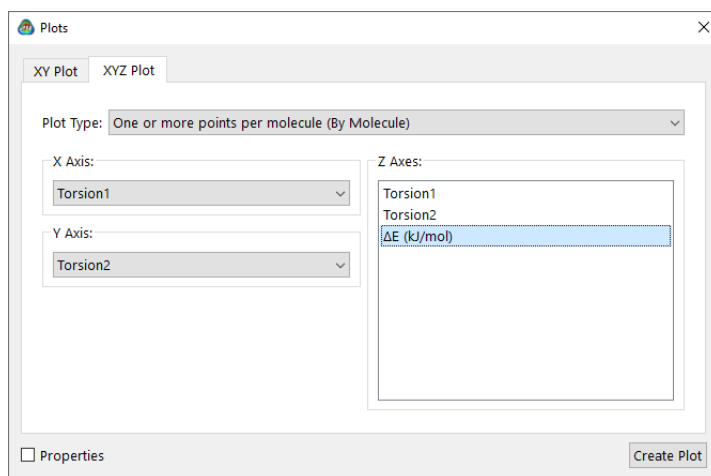 Plots
XY Plot
XYZ Plot
Plot Type: One or more points per molecule (By Molecule)
X Axis:
Torsion1
Y Axis:
Torsion2
Z Axes:
Torsion1
Torsion2
ΔE (kJ/mol)
Properties
Create Plot